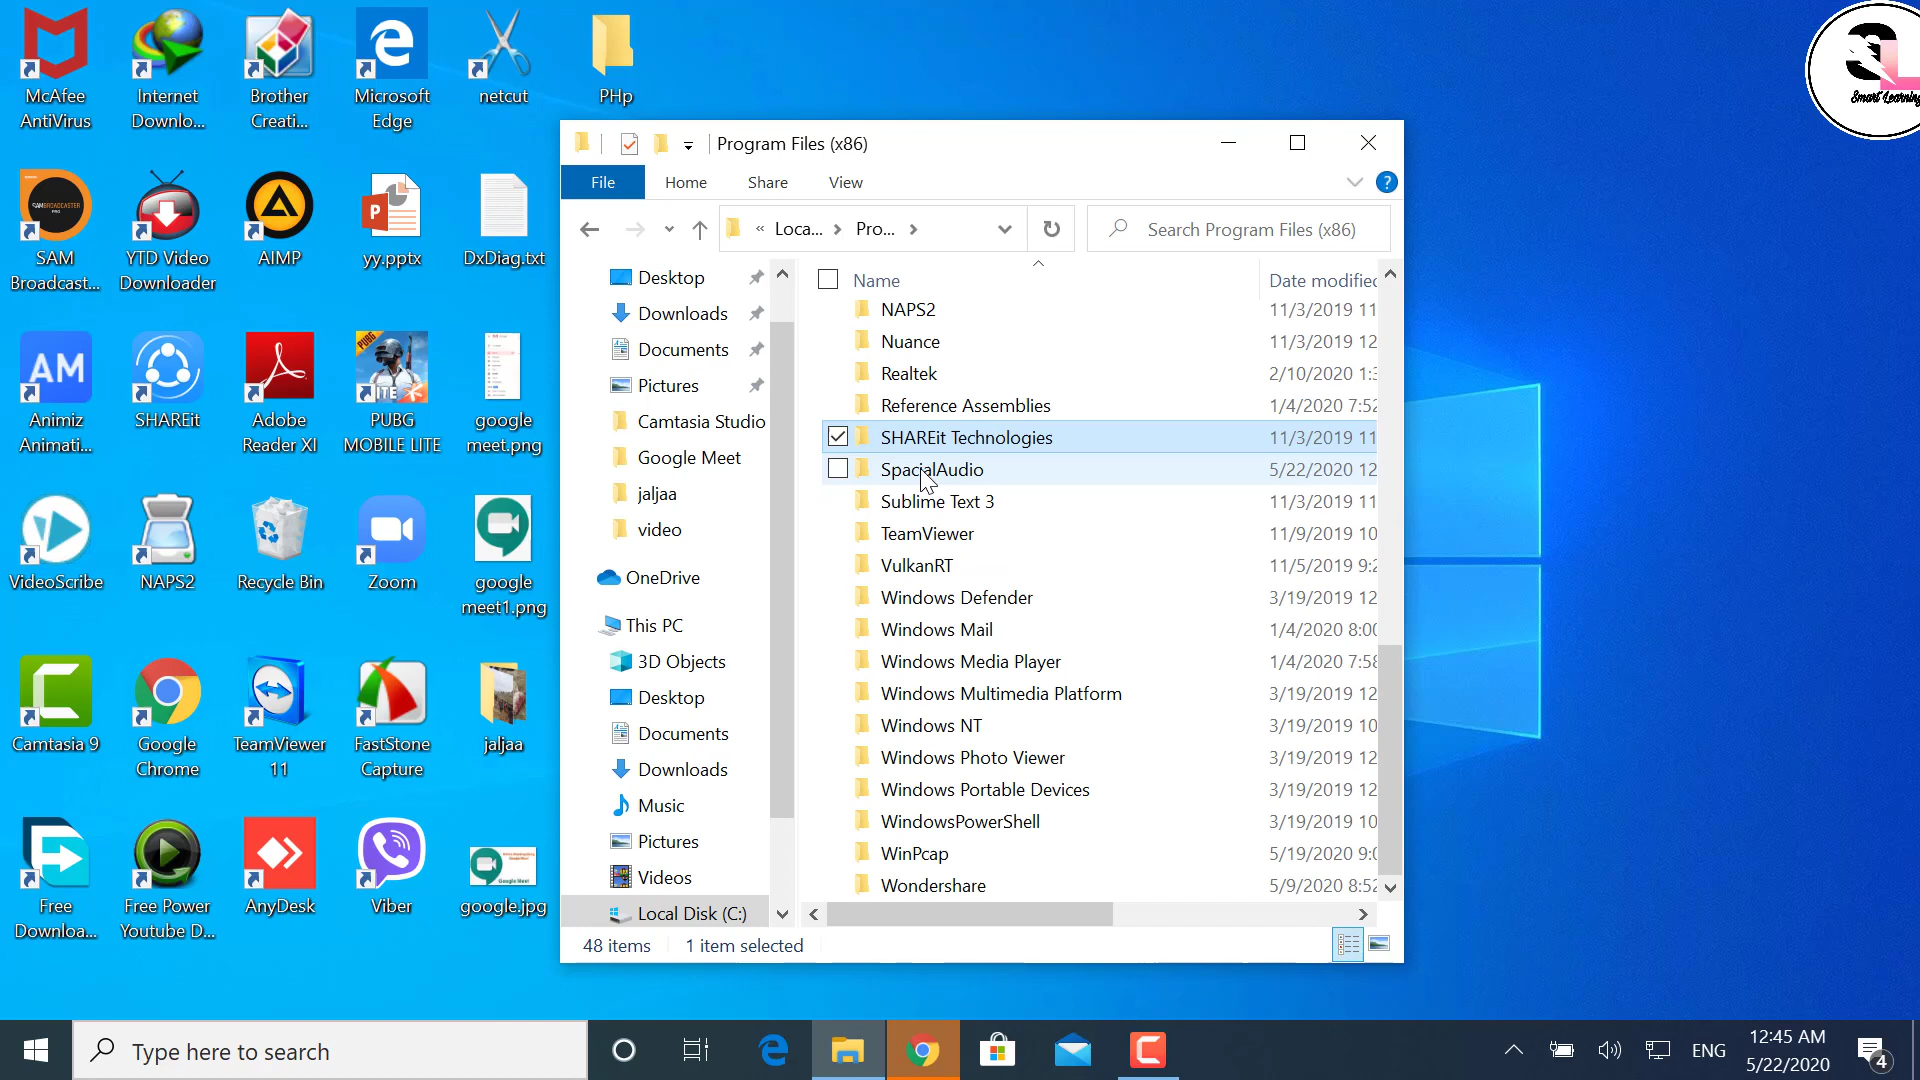 McAfee
AntiVirus
Internet
Downlo...
Brother
Creati...
Microsoft
Edge
netcut
PHp
SAM
Broadcast...
YTD Video
Downloader
AIMP
yy.pptx
DxDiag.txt
Animiz
Animati...
SHAREit
Adobe
Reader XI
PUBG
MOBILE LITE
google
meet.png
VideoScribe
NAPS2
Recycle Bin
Zoom
google
meet1.png
Camtasia 9
Google
Chrome
TeamViewer
11
FastStone
Capture
jaljaa
Free
Downloa...
Free Power
Youtube D...
AnyDesk
Viber
google.jpg
Smart Learning
Program Files (x86)
File
Home
Share
View
« Loca... > Pro... >
Search Program Files (x86)
Desktop
Downloads
Documents
Pictures
Camtasia Studio
Google Meet
jaljaa
video
OneDrive
This PC
3D Objects
Desktop
Documents
Downloads
Music
Pictures
Videos
Local Disk (C:)
Name Date modified
NAPS2 11/3/2019 11
Nuance 11/3/2019 12
Realtek 2/10/2020 1:3
Reference Assemblies 1/4/2020 7:52
SHAREit Technologies 11/3/2019 11
SpacialAudio 5/22/2020 12
Sublime Text 3 11/3/2019 11
TeamViewer 11/9/2019 10
VulkanRT 11/5/2019 9:2
Windows Defender 3/19/2019 12
Windows Mail 1/4/2020 8:00
Windows Media Player 1/4/2020 7:58
Windows Multimedia Platform 3/19/2019 12
Windows NT 3/19/2019 10
Windows Photo Viewer 3/19/2019 12
Windows Portable Devices 3/19/2019 12
WindowsPowerShell 3/19/2019 10
WinPcap 5/19/2020 9:0
Wondershare 5/9/2020 8:52
48 items 1 item selected
Type here to search
ENG
12:45 AM
5/22/2020
4